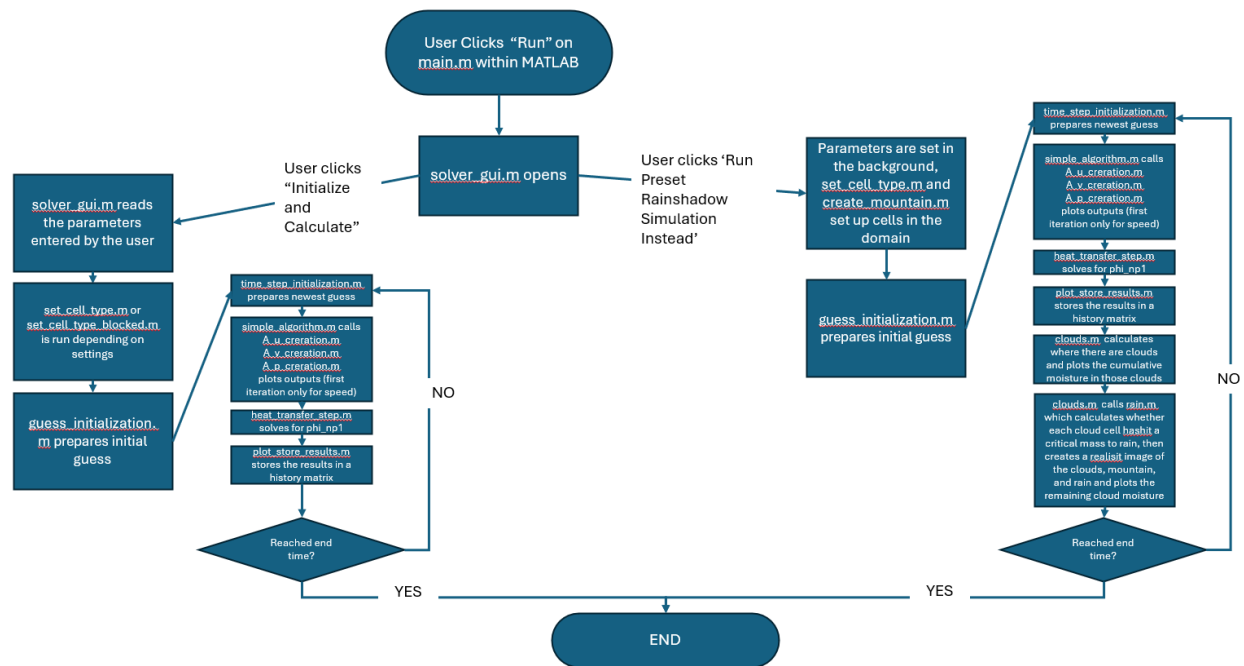 User Clicks “Run” on
main.m within MATLAB
solver_gui.m opens
User clicks
“Initialize
and
Calculate”
User clicks ‘Run
Preset
Rainshadow
Simulation
Instead’
solver_gui.m reads
the parameters
entered by the user
set_cell_type.m or
set_cell_type_blocked.m
is run depending on
settings
guess_initialization.
m prepares initial
guess
time_step_initialization.m
prepares newest guess
simple_algorithm.m calls
A_u_creration.m
A_v_creration.m
A_p_creration.m
plots outputs (first
iteration only for speed)
heat_transfer_step.m
solves for phi_np1
plot_store_results.m
stores the results in a
history matrix
Reached end
time?
NO
YES
Parameters are set in
the background,
set_cell_type.m and
create_mountain.m
set up cells in the
domain
guess_initialization.m
prepares initial guess
time_step_initialization.m
prepares newest guess
simple_algorithm.m calls
A_u_creration.m
A_v_creration.m
A_p_creration.m
plots outputs (first
iteration only for speed)
heat_transfer_step.m
solves for phi_np1
plot_store_results.m
stores the results in a
history matrix
clouds.m calculates
where there are clouds
and plots the cumulative
moisture in those clouds
clouds.m calls rain.m
which calculates whether
each cloud cell hashit a
critical mass to rain, then
creates a realisit image of
the clouds, mountain,
and rain and plots the
remaining cloud moisture
Reached end
time?
NO
YES
END